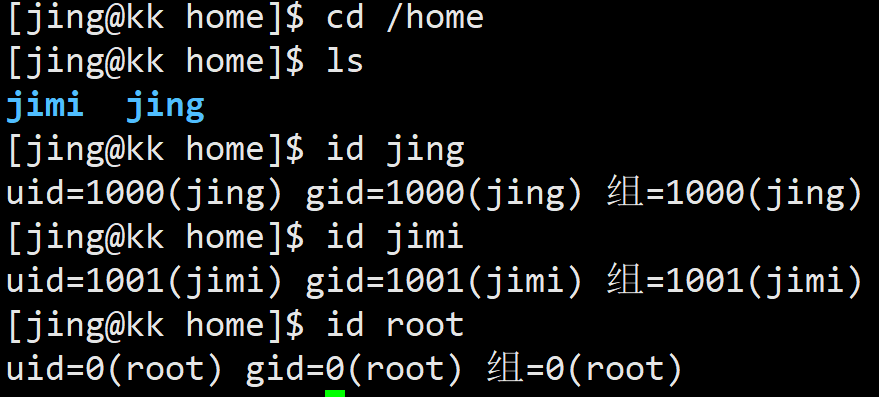 [jing@kk home]$ cd /home
[jing@kk home]$ ls
jimi  jing
[jing@kk home]$ id jing
uid=1000(jing) gid=1000(jing) 组=1000(jing)
[jing@kk home]$ id jimi
uid=1001(jimi) gid=1001(jimi) 组=1001(jimi)
[jing@kk home]$ id root
uid=0(root) gid=0(root) 组=0(root)